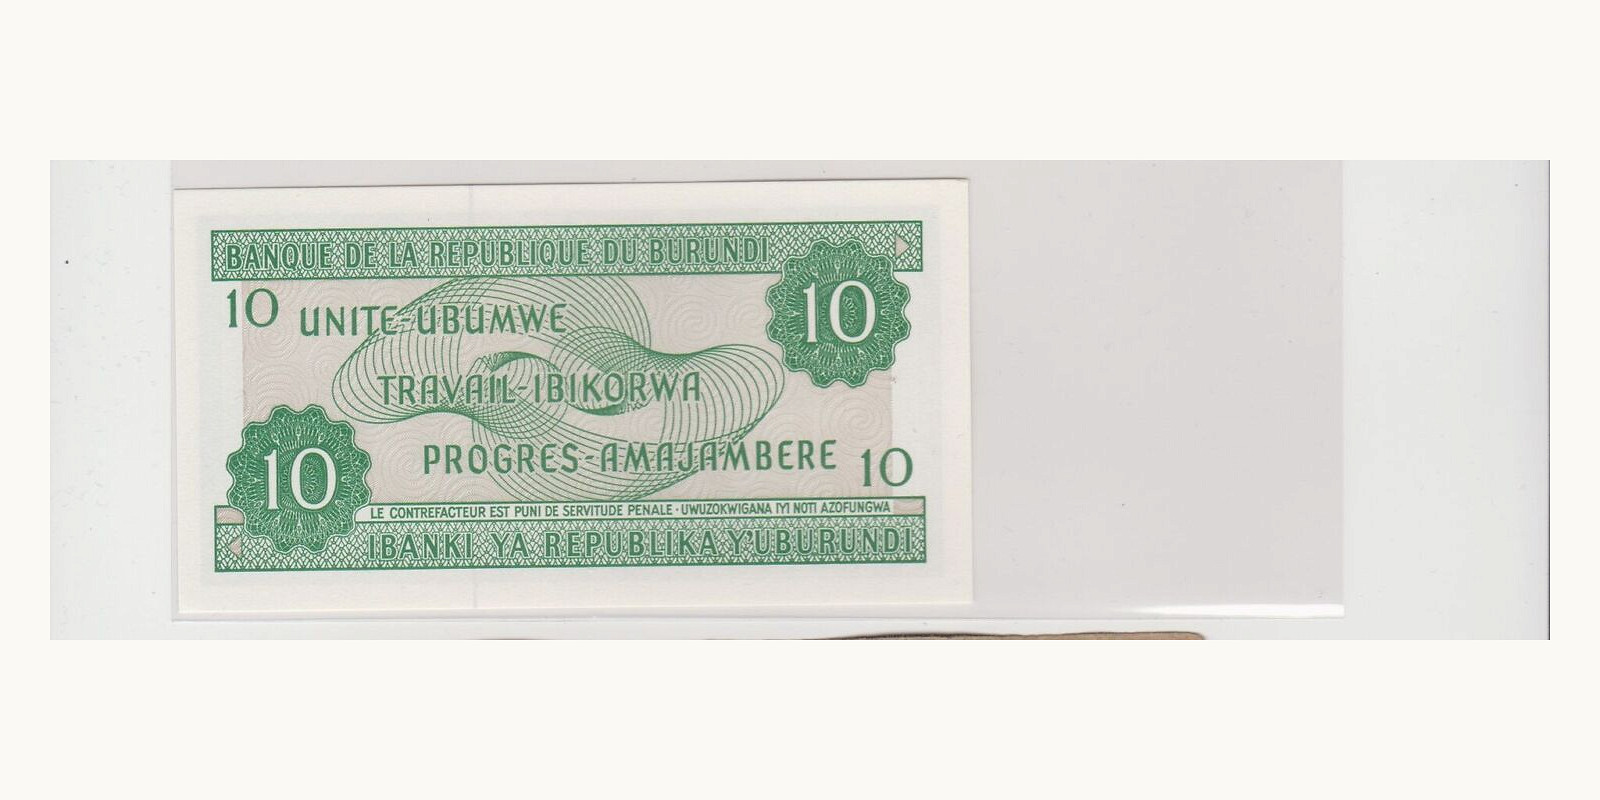 BANQUE DE LA REPUBLIQUE DU BURUNDI
10
10
UNITE-UBUMWE
TRAVAIL-IBIKORWA
PROGRES-AMAJAMBERE
10
10
LE CONTREFACTEUR EST PUNI DE SERVITUDE PENALE·UWUZOKWIGANA IYI NOTI AZOFUNGWA
IBANKI YA REPUBLIKA Y'UBURUNDI